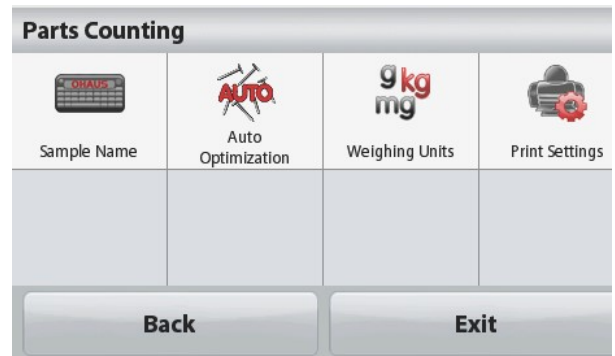 Parts Counting
OHAUS
AUTO
g kg
mg
Sample Name
Auto
Optimization
Weighing Units
Print Settings
Back
Exit